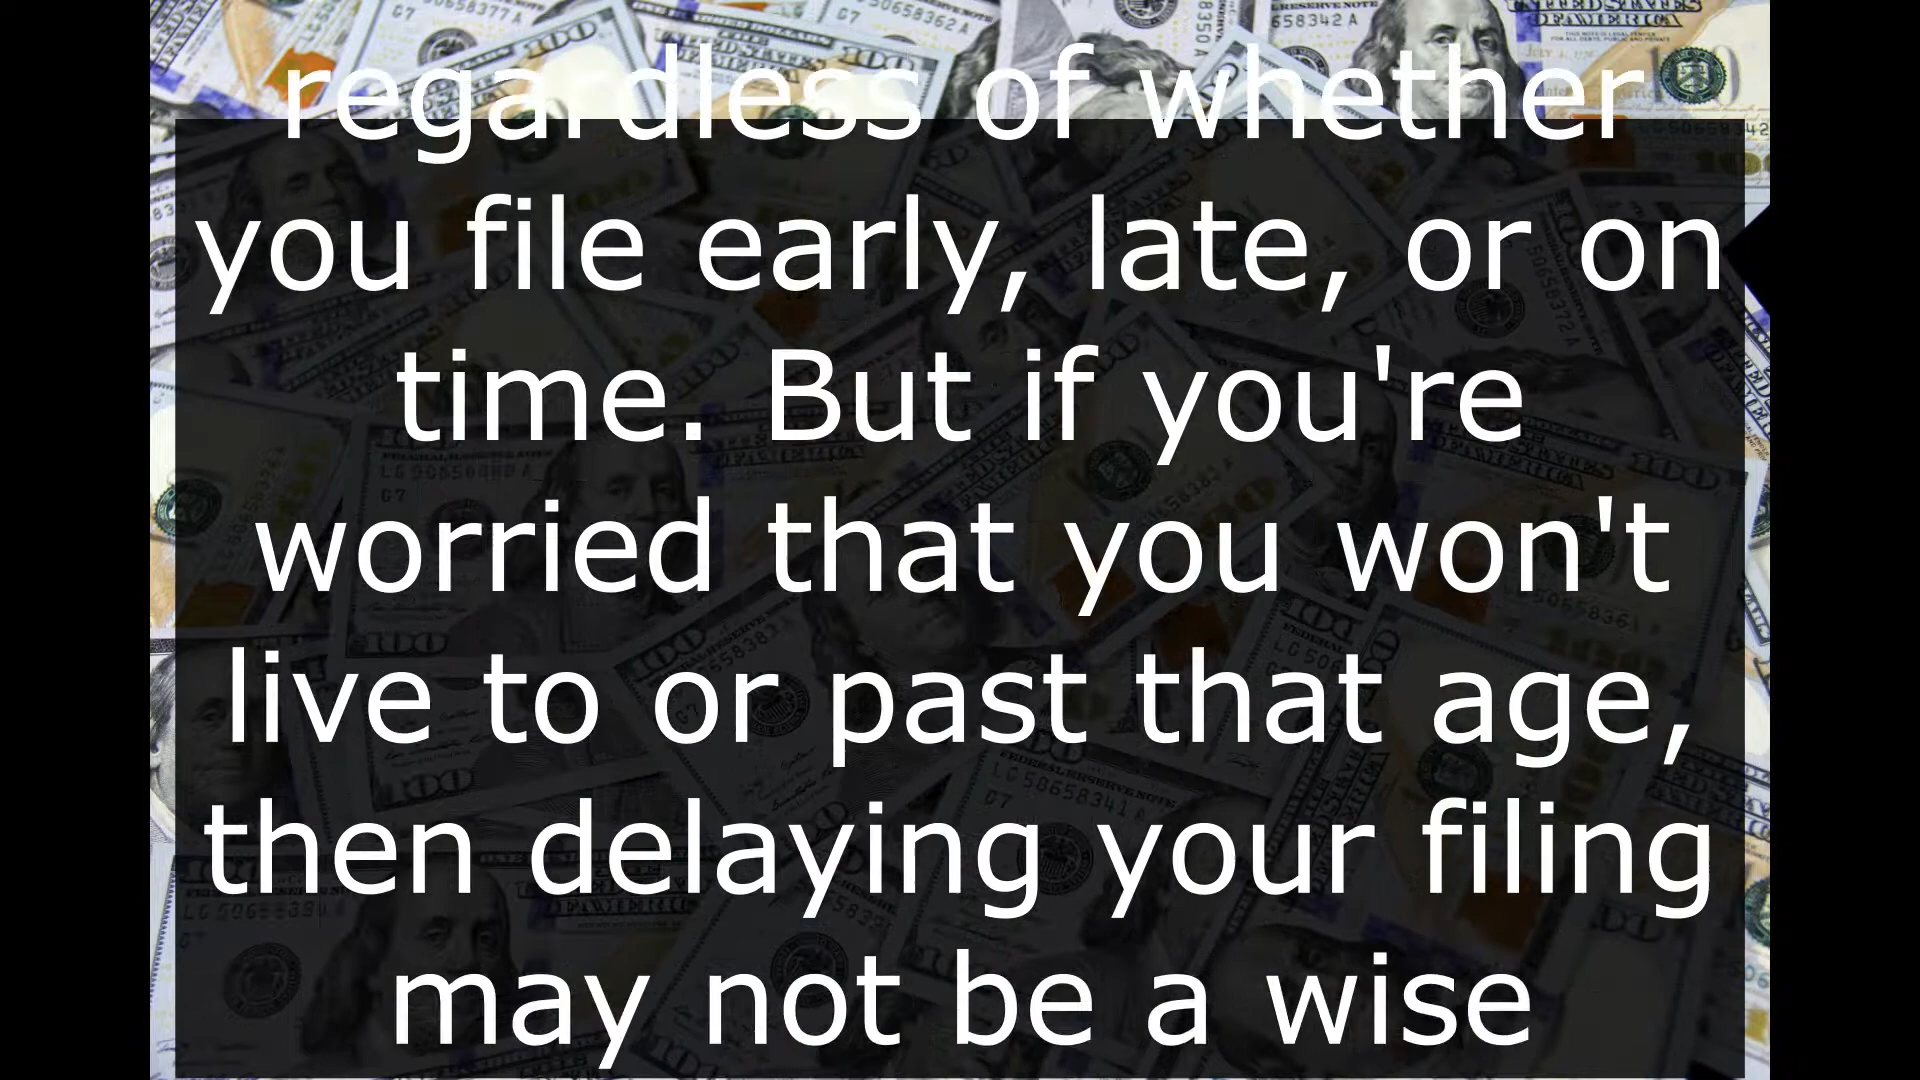 regardless of whether
you file early, late, or on
time. But if you're
worried that you won't
live to or past that age,
then delaying your filing
may not be a wise